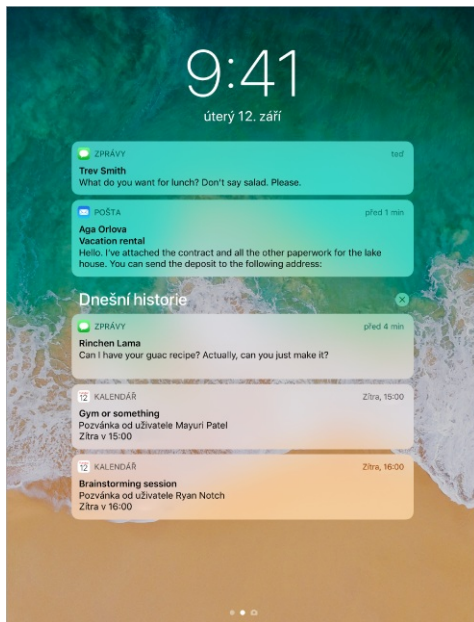 9:41
úterý 12. září
ZPRÁVY teď
Trev Smith
What do you want for lunch? Don't say salad. Please.
POŠTA před 1 min
Aga Orlova
Vacation rental
Hello. I've attached the contract and all the other paperwork for the lake
house. You can send the deposit to the following address:
Dnešní historie
ZPRÁVY před 4 min
Rinchen Lama
Can I have your guac recipe? Actually, can you just make it?
12 KALENDÁŘ Zítra, 15:00
Gym or something
Pozvánka od uživatele Mayuri Patel
Zítra v 15:00
12 KALENDÁŘ Zítra, 16:00
Brainstorming session
Pozvánka od uživatele Ryan Notch
Zítra v 16:00